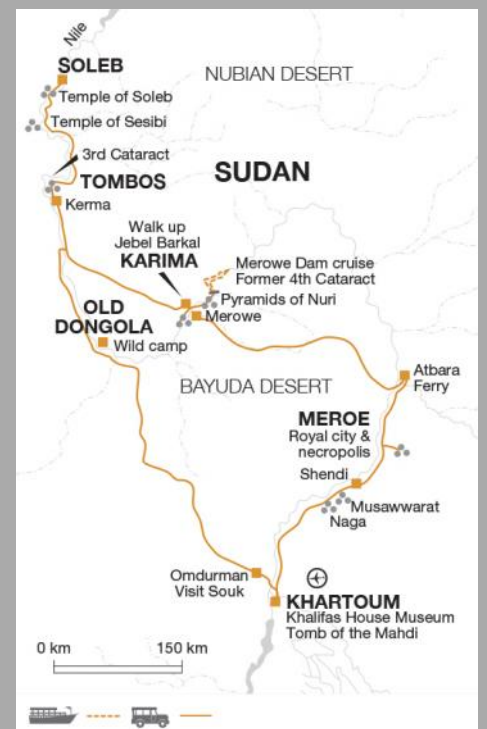 Nile
SOLEB
NUBIAN DESERT
Temple of Soleb
Temple of Sesibi
3rd Cataract
SUDAN
TOMBOS
Kerma
Walk up
Jebel Barkal
KARIMA
Merowe Dam cruise
Former 4th Cataract
Pyramids of Nuri
Merowe
OLD
DONGOLA
Wild camp
BAYUDA DESERT
Atbara
Ferry
MEROE
Royal city &
necropolis
Shendi
Musawwarat
Naga
Omdurman
Visit Souk
KHARTOUM
Khalifas House Museum
Tomb of the Mahdi
0 km
150 km